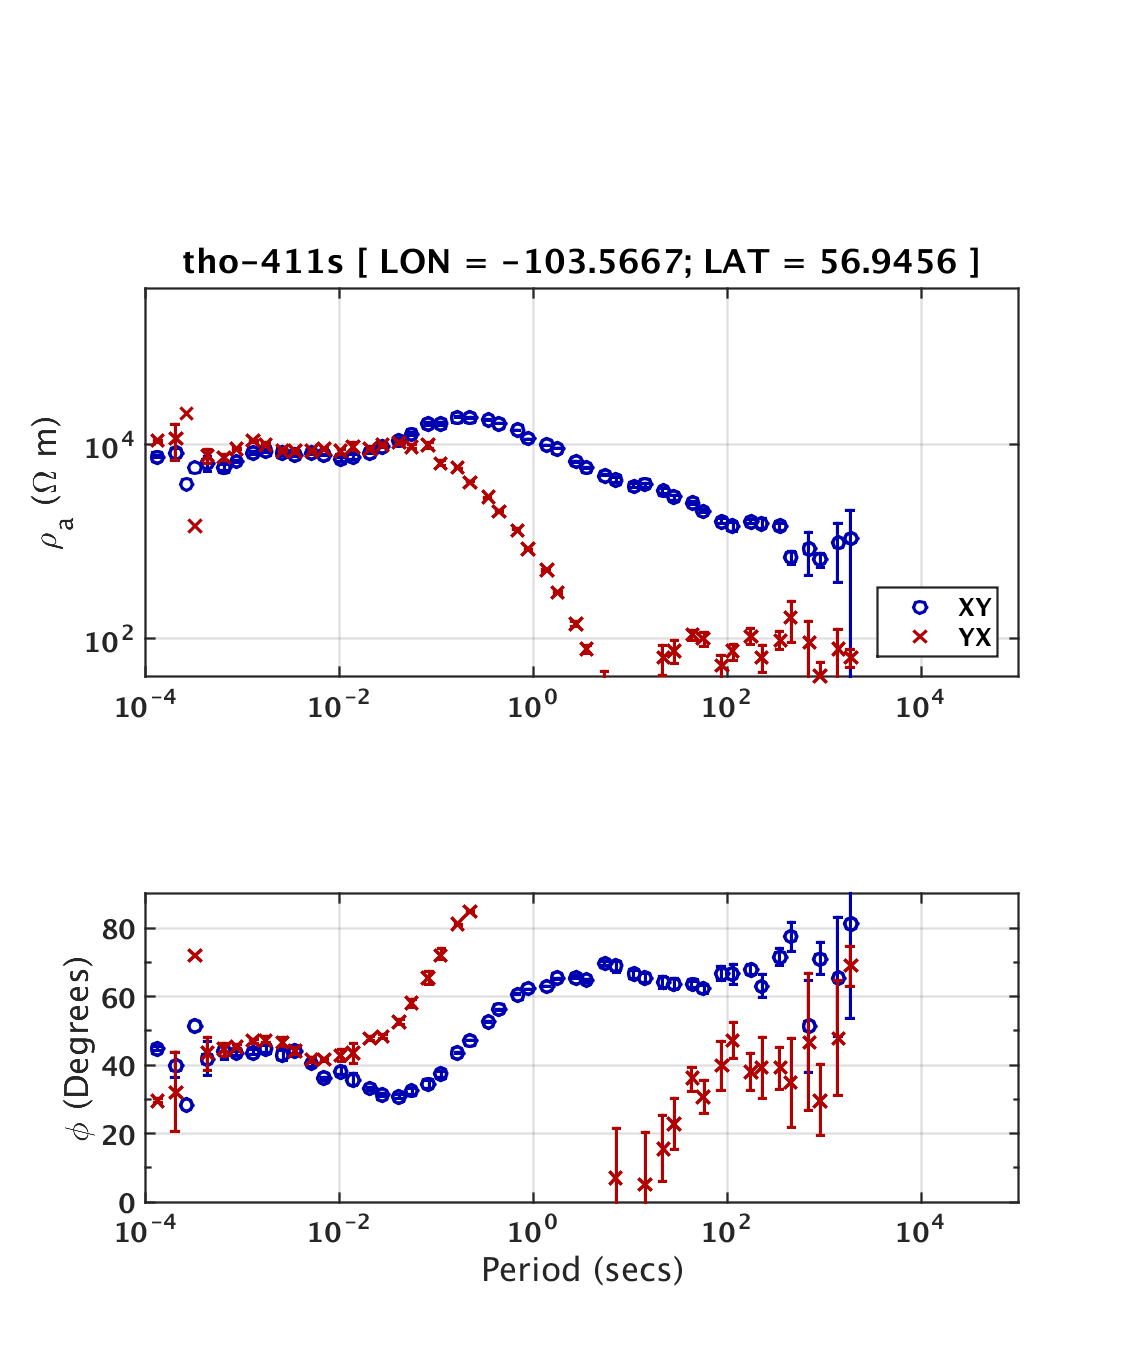 tho-411s [ LON = -103.5667; LAT = 56.9456 ]
ρa (Ω m)
10^4
10^2
XY
YX
10^-4 10^-2 10^0 10^2 10^4
ϕ (Degrees)
80
60
40
20
0
10^-4 10^-2 10^0 10^2 10^4
Period (secs)